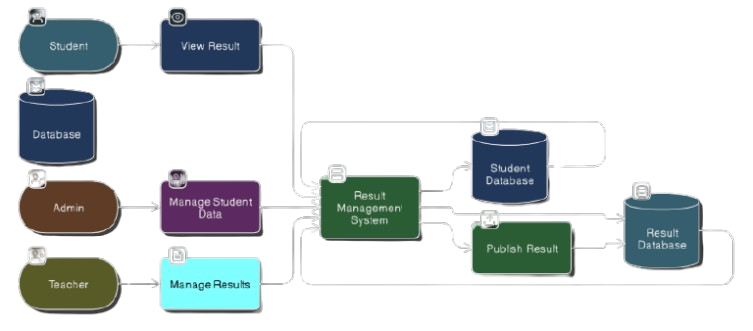 Student
View Result
Database
Admin
Manage Student
Data
Teacher
Manage Results
Result
Management
System
Student
Database
Publish Result
Result
Database